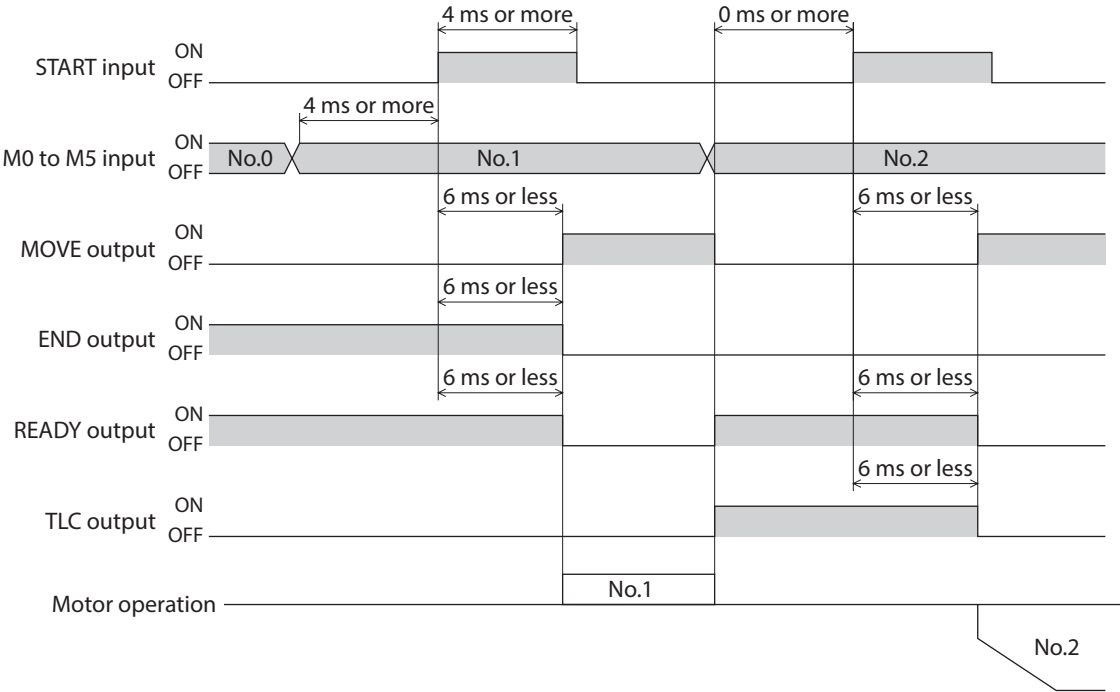 4 ms or more
0 ms or more
START input
ON
OFF
4 ms or more
M0 to M5 input
ON
OFF
No.0
No.1
No.2
6 ms or less
6 ms or less
MOVE output
ON
OFF
6 ms or less
END output
ON
OFF
6 ms or less
6 ms or less
READY output
ON
OFF
6 ms or less
TLC output
ON
OFF
Motor operation
No.1
No.2